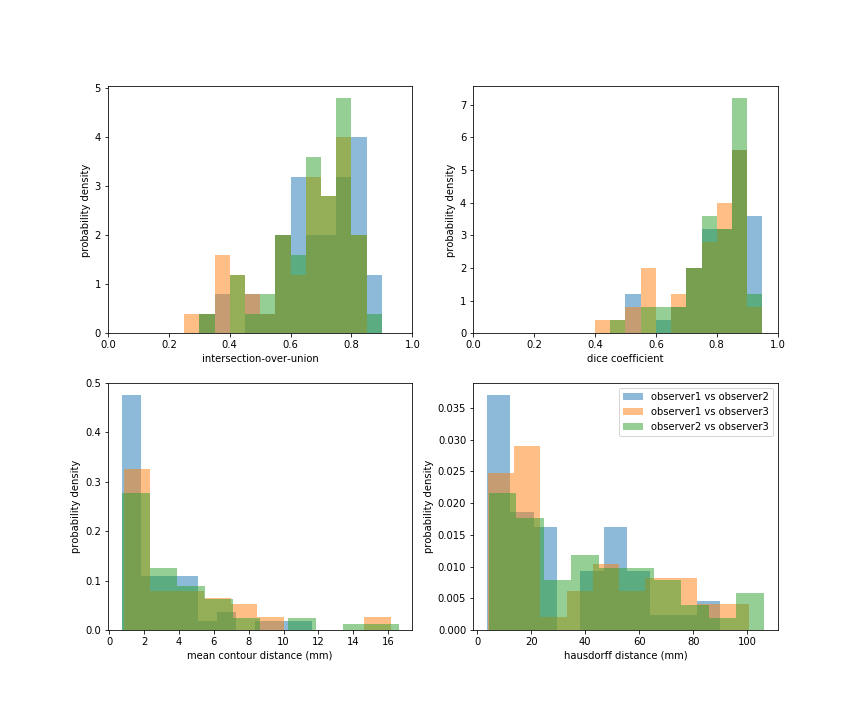 5
4
3
2
1
0
probability density
0.0 0.2 0.4 0.6 0.8 1.0
intersection-over-union
7
6
5
4
3
2
1
0
probability density
0.0 0.2 0.4 0.6 0.8 1.0
dice coefficient
0.5
0.4
0.3
0.2
0.1
0.0
probability density
0 2 4 6 8 10 12 14 16
mean contour distance (mm)
0.035
0.030
0.025
0.020
0.015
0.010
0.005
0.000
probability density
observer1 vs observer2
observer1 vs observer3
observer2 vs observer3
0 20 40 60 80 100
hausdorff distance (mm)